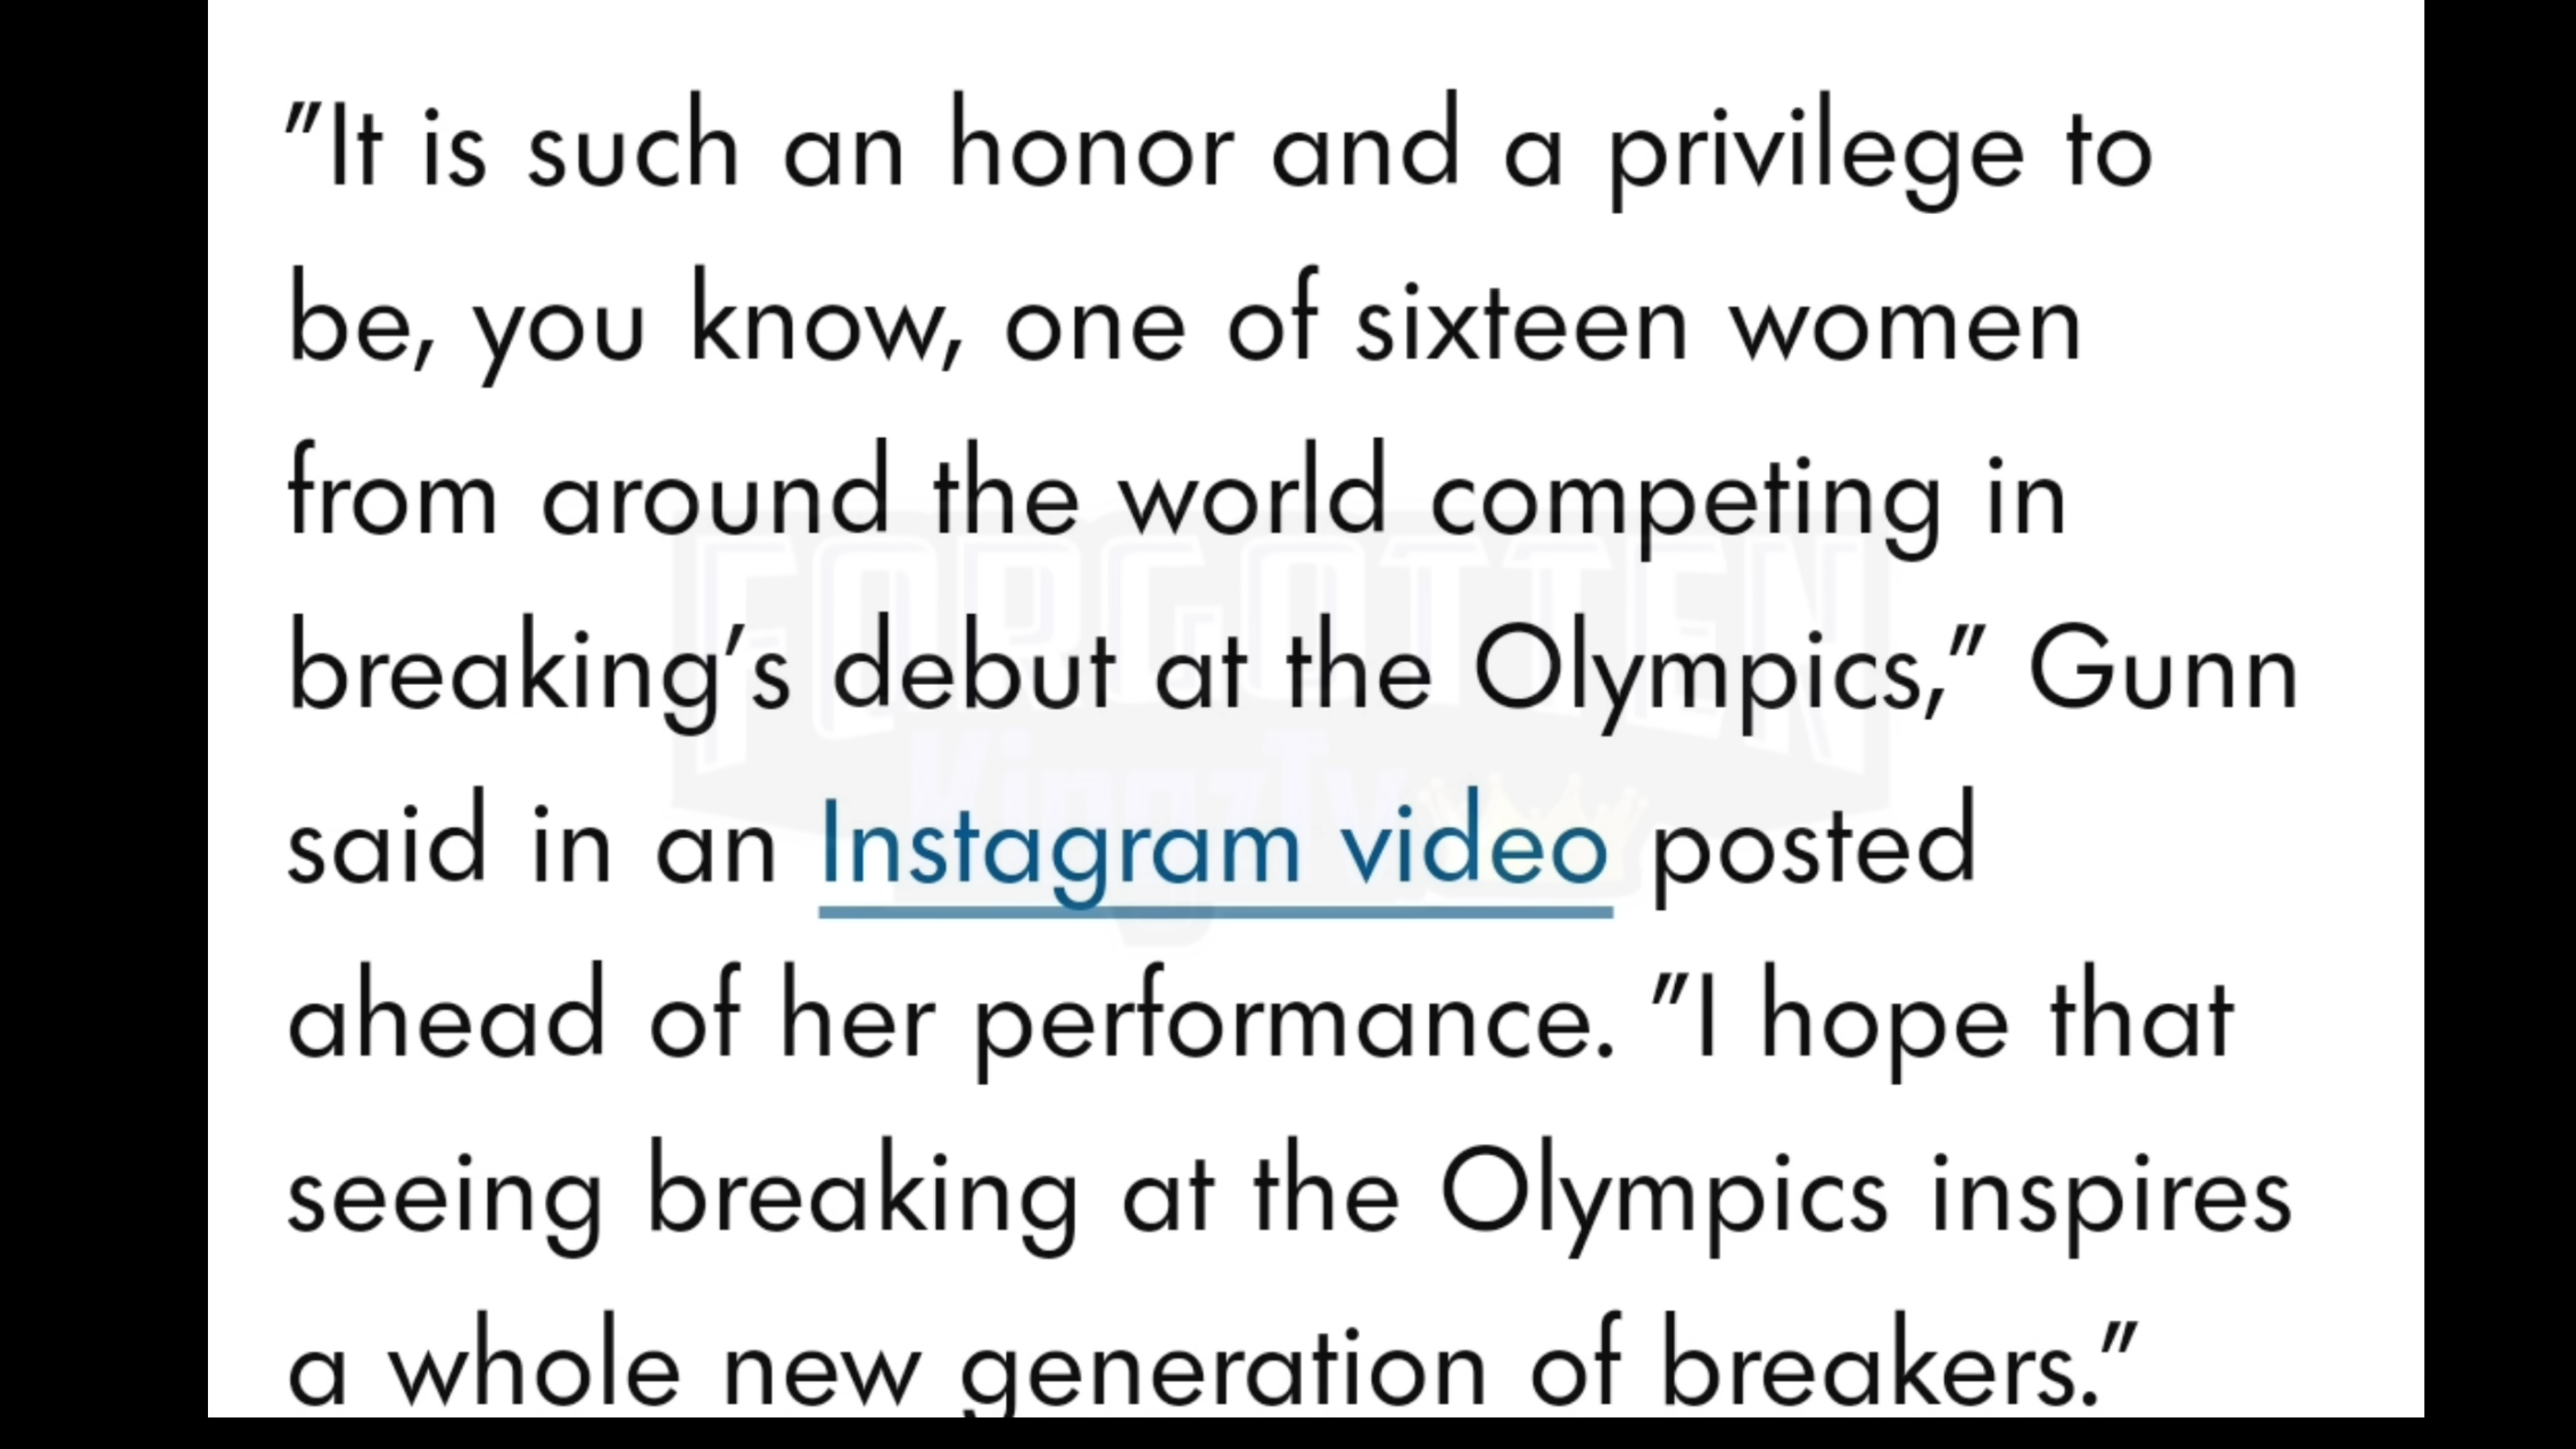 "It is such an honor and a privilege to
be, you know, one of sixteen women
from around the world competing in
breaking's debut at the Olympics," Gunn
said in an Instagram video posted
ahead of her performance. "I hope that
seeing breaking at the Olympics inspires
a whole new generation of breakers."
FORGOTTEN
KingzTv